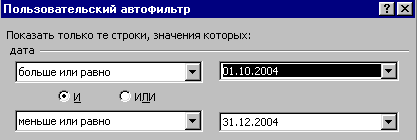 Пользовательский автофильтр
Показать только те строки, значения которых:
дата
больше или равно 01.10.2004
И ИЛИ
меньше или равно 31.12.2004